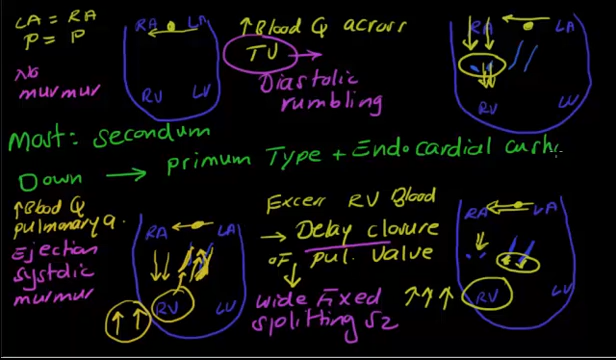 LA = RA
P = P
No
murmur
RA LA
RV LV
↑ Blood Q across
TV →
Diastolic
rumbling
RA LA
RV LV
Most: secundum
Down → primum Type + Endocardial cush
↑Blood Q
pulmonary a.
Ejection
systolic
murmur
RA LA
RV LV
↑ ↑
Excess RV Blood
→ Delay closure
of pul. valve
↓
wide Fixed
splitting S2
RA LA
↑↑↑ RV LV